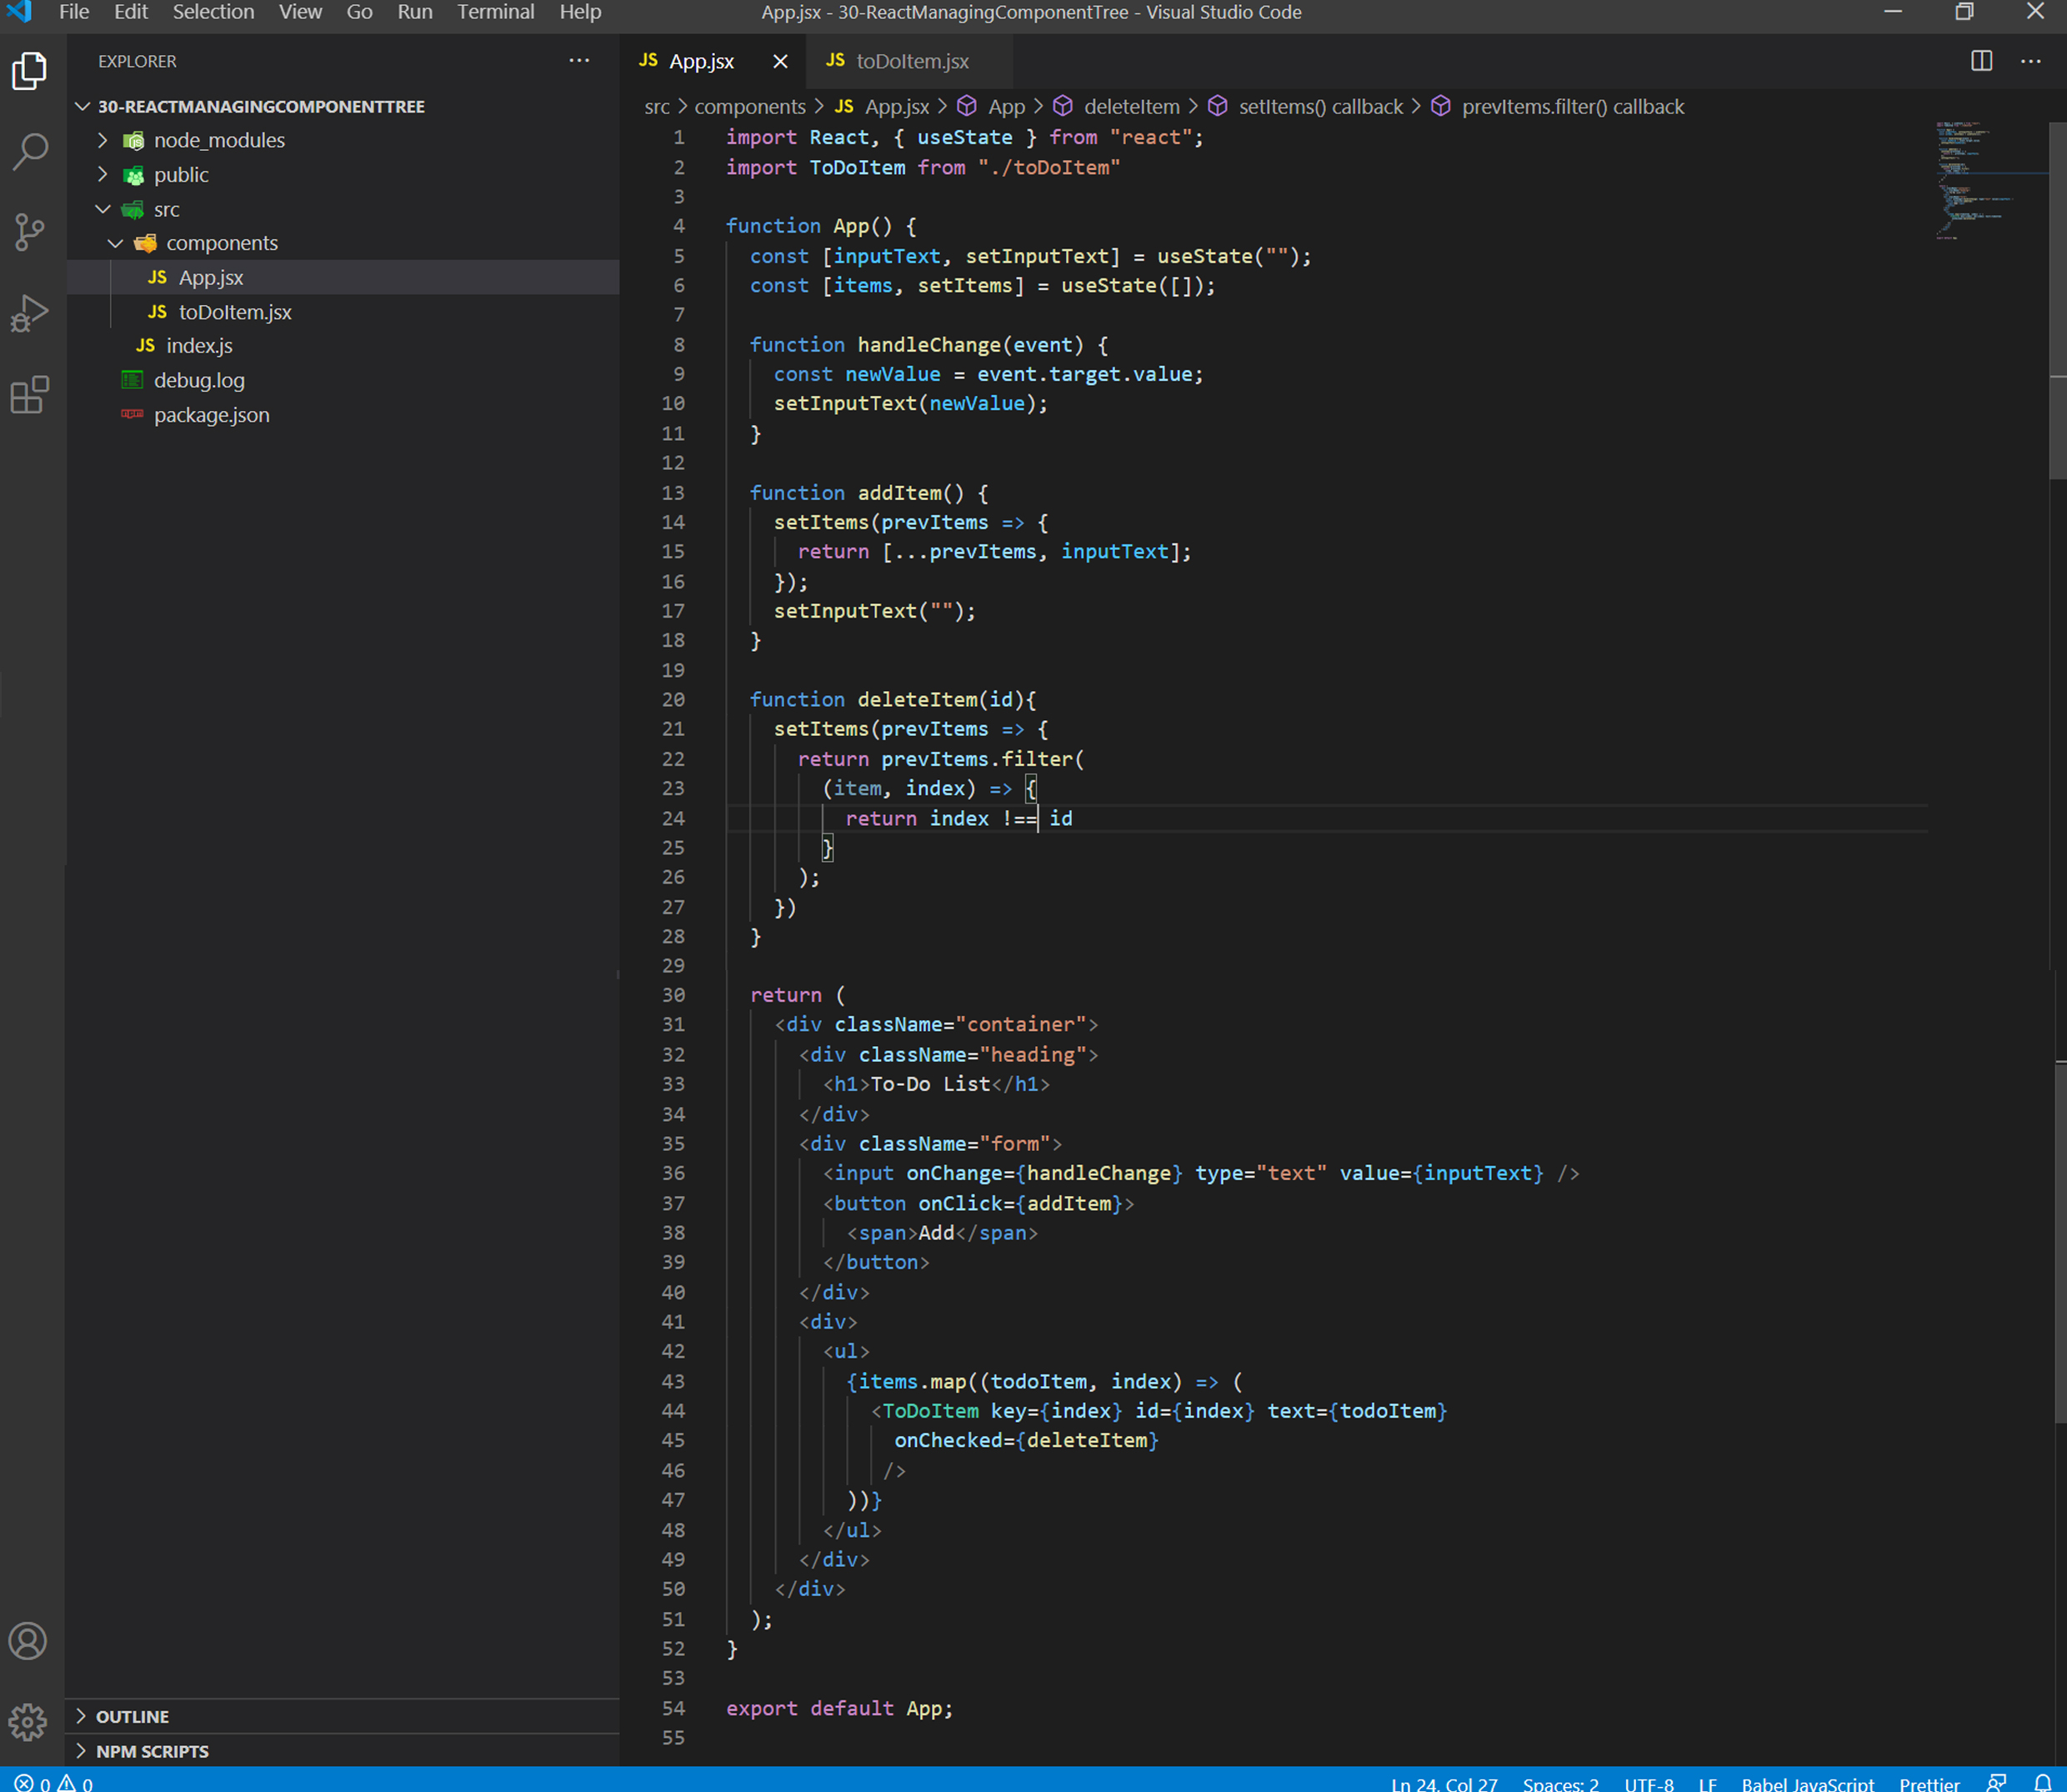 File Edit Selection View Go Run Terminal Help App.jsx - 30-ReactManagingComponentTree - Visual Studio Code
EXPLORER
30-REACTMANAGINGCOMPONENTTREE
node_modules
public
src
components
JS App.jsx
JS toDoItem.jsx
JS index.js
debug.log
package.json
OUTLINE
NPM SCRIPTS
JS App.jsx JS toDoItem.jsx
src > components > JS App.jsx > App > deleteItem > setItems() callback > prevItems.filter() callback
1 import React, { useState } from "react";
2 import ToDoItem from "./toDoItem"
3
4 function App() {
5 const [inputText, setInputText] = useState("");
6 const [items, setItems] = useState([]);
7
8 function handleChange(event) {
9 const newValue = event.target.value;
10 setInputText(newValue);
11 }
12
13 function addItem() {
14 setItems(prevItems => {
15 return [...prevItems, inputText];
16 });
17 setInputText("");
18 }
19
20 function deleteItem(id){
21 setItems(prevItems => {
22 return prevItems.filter(
23 (item, index) => {
24 return index !== id
25 }
26 );
27 })
28 }
29
30 return (
31 <div className="container">
32 <div className="heading">
33 <h1>To-Do List</h1>
34 </div>
35 <div className="form">
36 <input onChange={handleChange} type="text" value={inputText} />
37 <button onClick={addItem}>
38 <span>Add</span>
39 </button>
40 </div>
41 <div>
42 <ul>
43 {items.map((todoItem, index) => (
44 <ToDoItem key={index} id={index} text={todoItem}
45 onChecked={deleteItem}
46 />
47 ))}
48 </ul>
49 </div>
50 </div>
51 );
52 }
53
54 export default App;
55
0 0 Ln 24, Col 27 Spaces: 2 UTF-8 LF Babel JavaScript Prettier